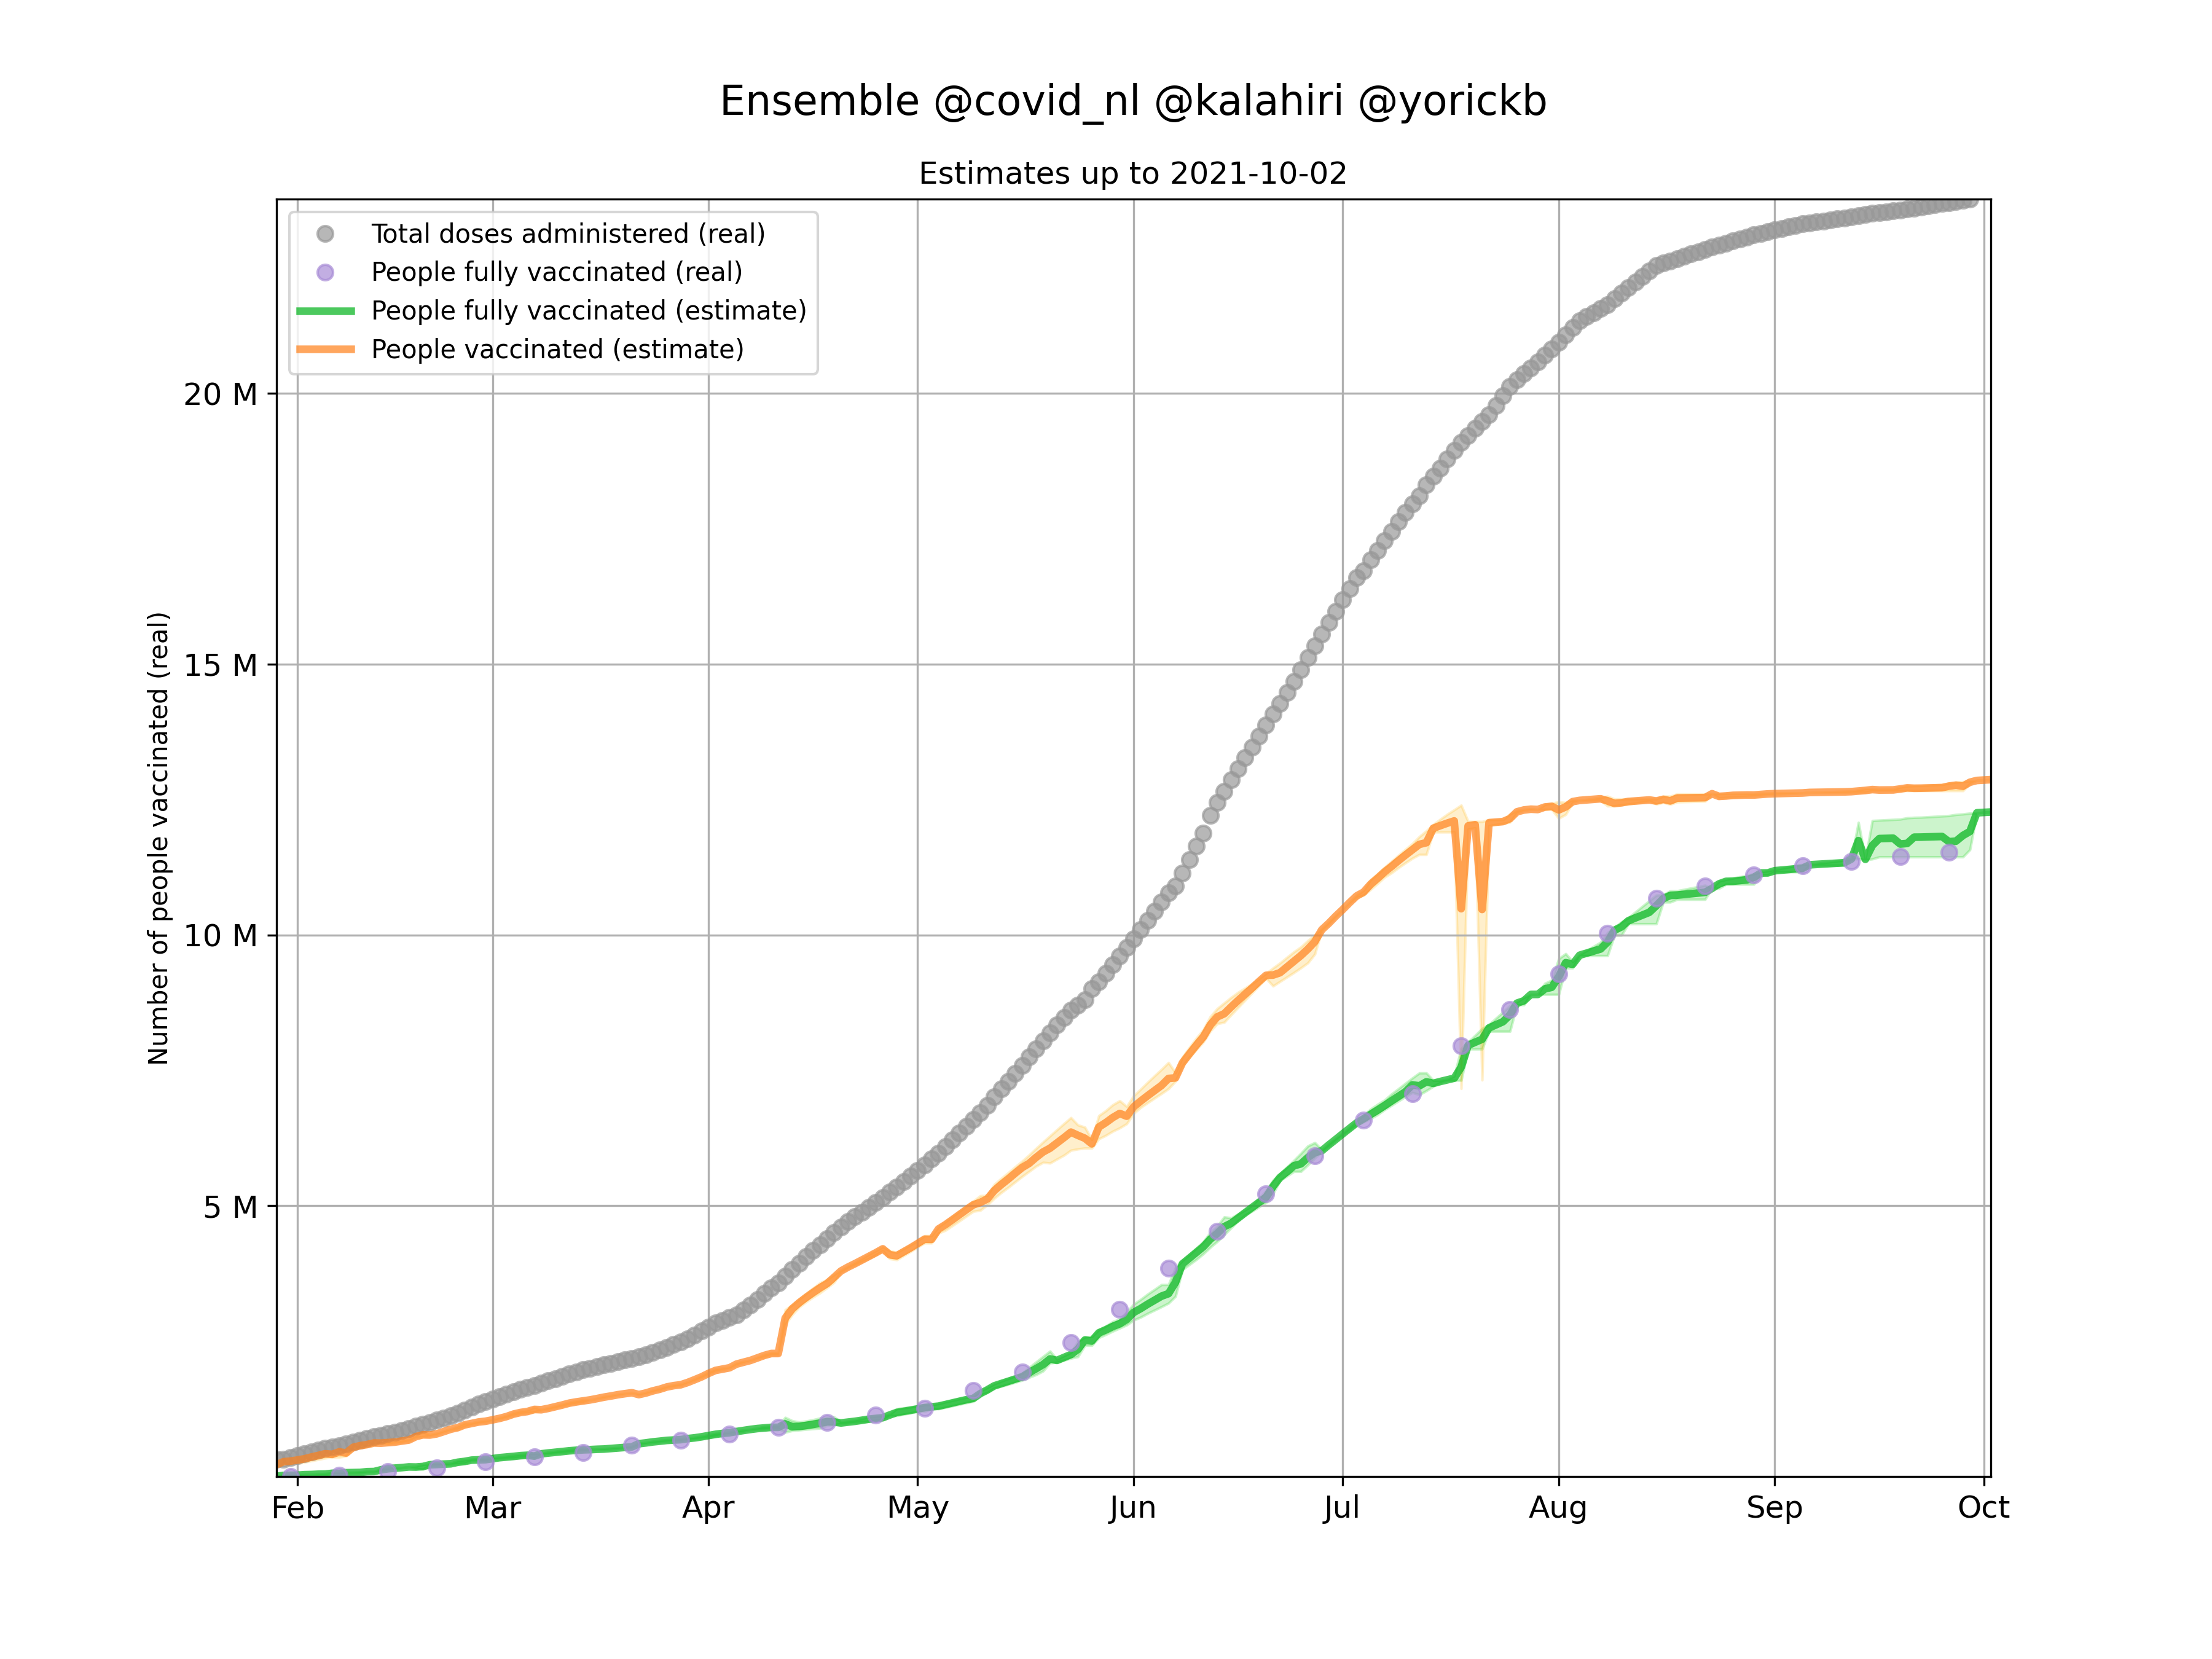 Ensemble @covid_nl @kalahiri @yorickb
Estimates up to 2021-10-02
Total doses administered (real)
People fully vaccinated (real)
People fully vaccinated (estimate)
People vaccinated (estimate)
Number of people vaccinated (real)
20 M
15 M
10 M
5 M
Feb Mar Apr May Jun Jul Aug Sep Oct